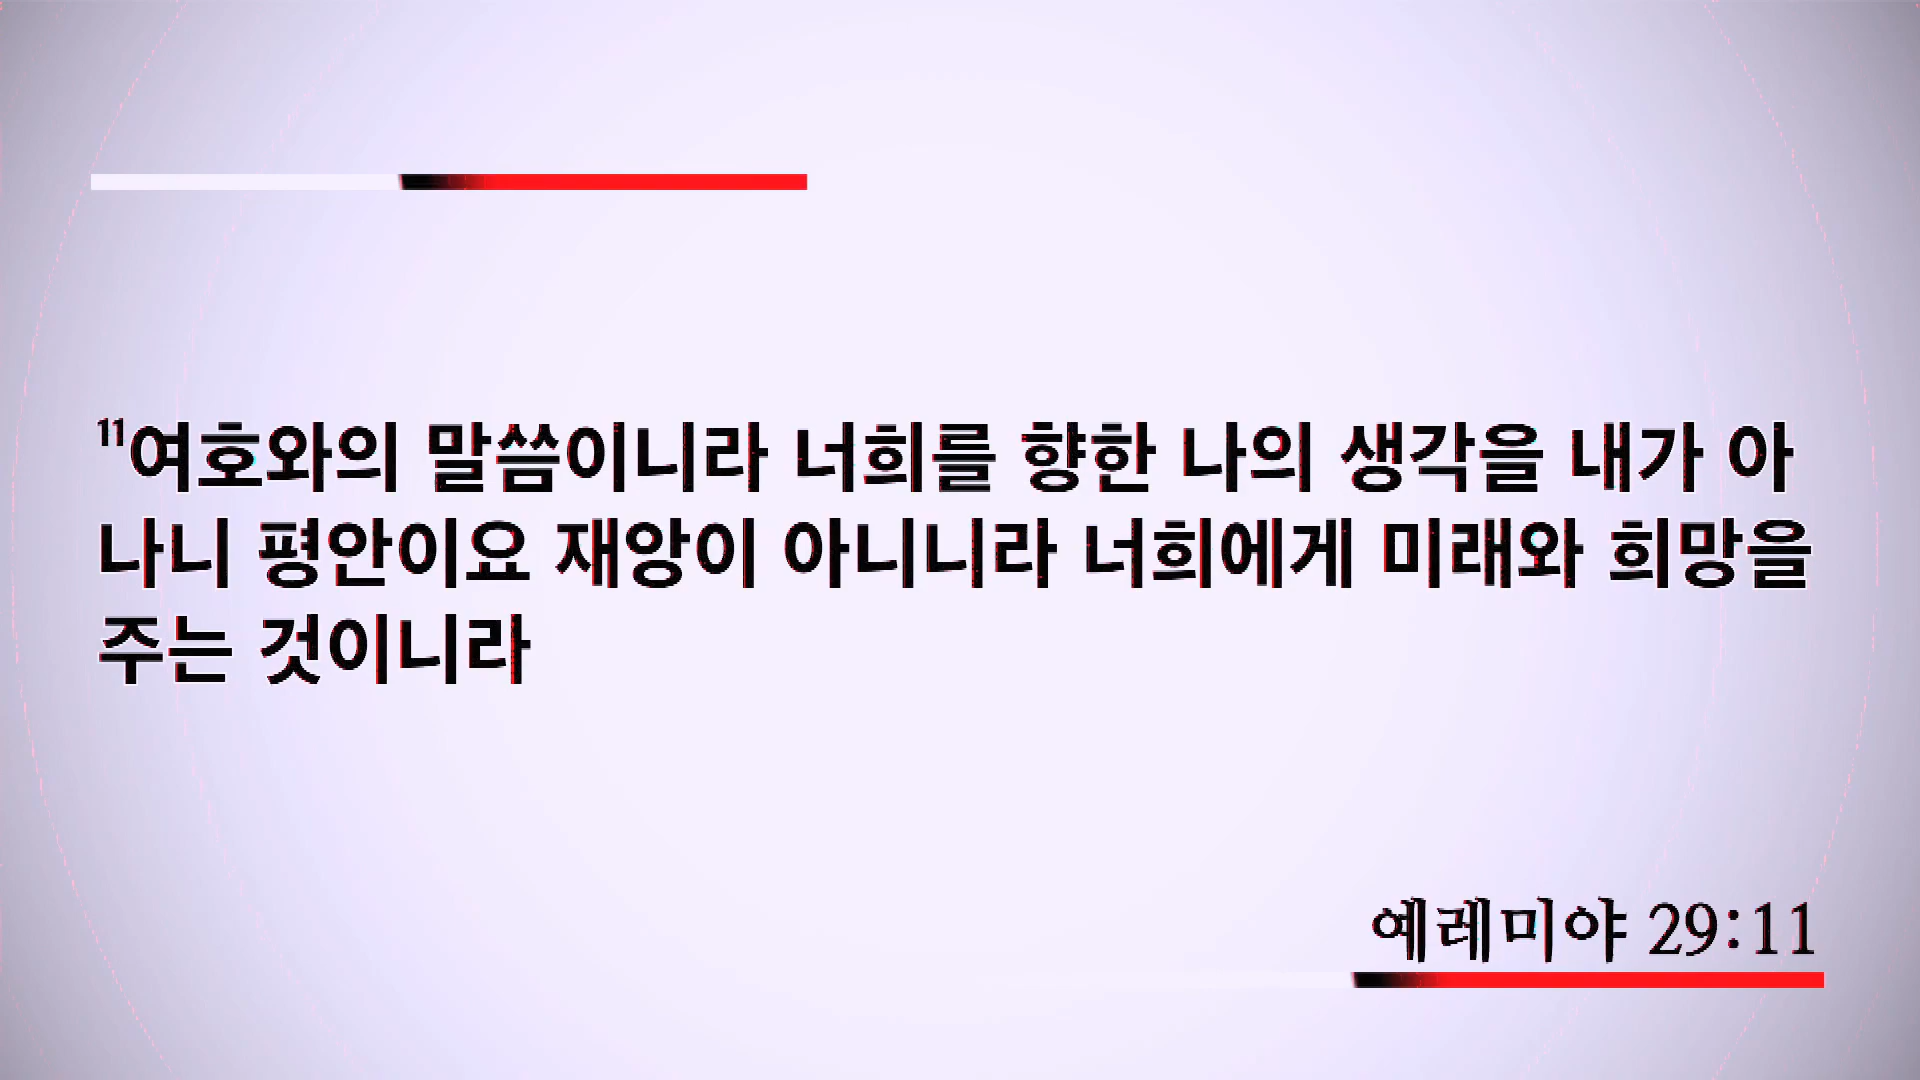 11여호와의 말씀이니라 너희를 향한 나의 생각을 내가 아
나니 평안이요 재앙이 아니니라 너희에게 미래와 희망을
주는 것이니라
예레미야 29:11